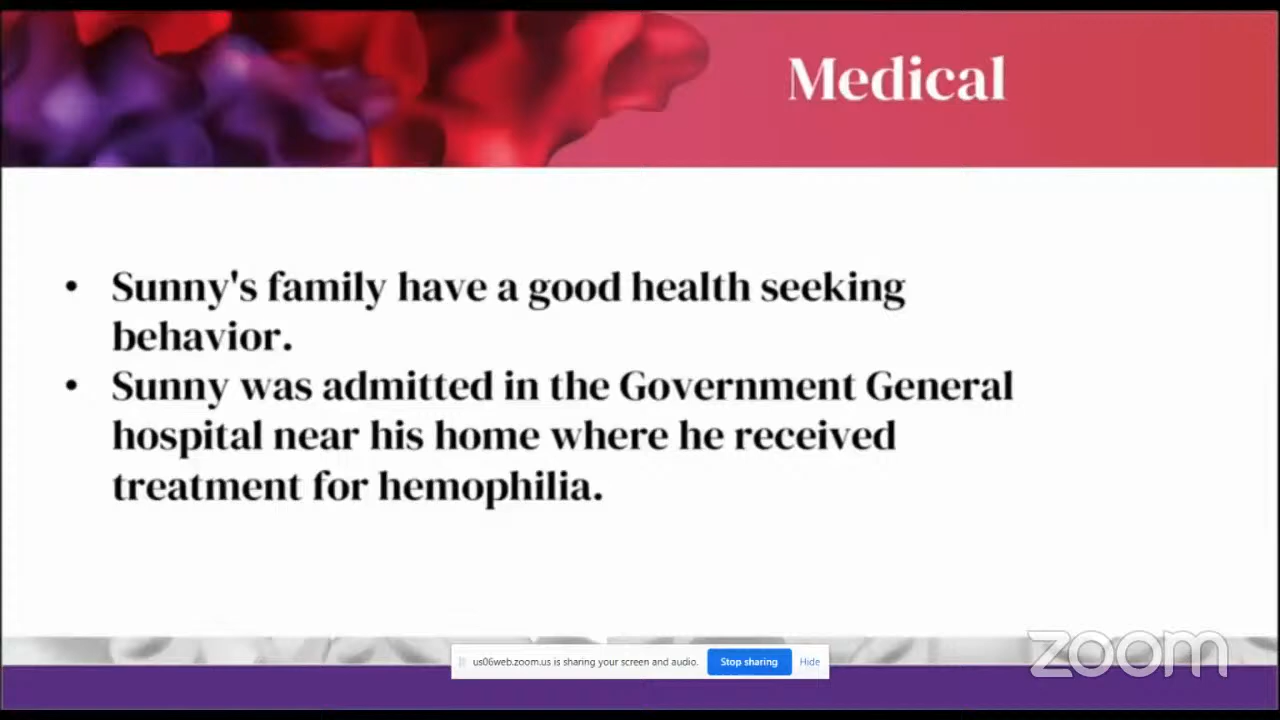 Medical
• Sunny's family have a good health seeking
behavior.
• Sunny was admitted in the Government General
hospital near his home where he received
treatment for hemophilia.
us06web.zoom.us is sharing your screen and audio. Stop sharing Hide
zoom